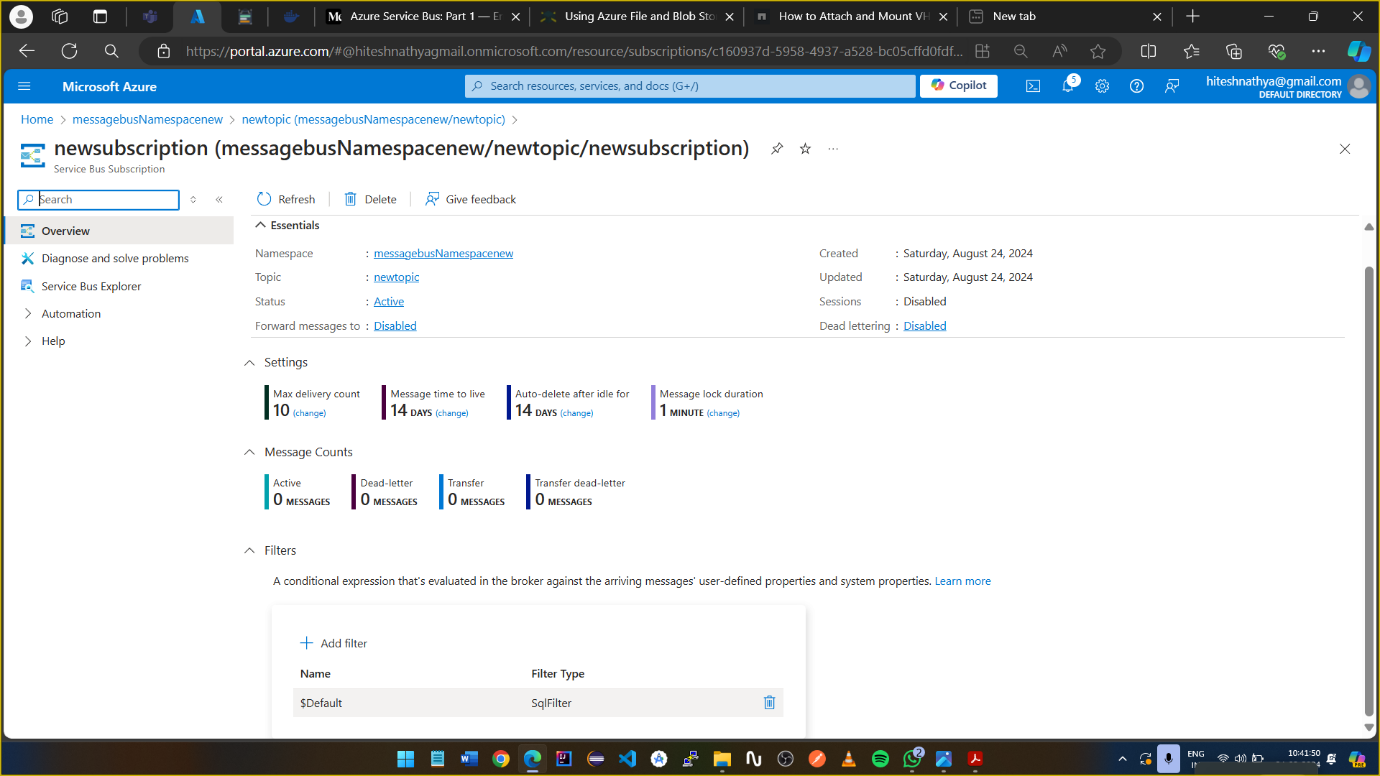 Azure Service Bus: Part 1 — Er
Using Azure File and Blob Sto
How to Attach and Mount VH
New tab
https://portal.azure.com/#@hiteshnathyagmail.onmicrosoft.com/resource/subscriptions/c160937d-5958-4937-a528-bc05cffd0fdf...
Microsoft Azure
Search resources, services, and docs (G+/)
Copilot
5
hiteshnathya@gmail.com
DEFAULT DIRECTORY
Home > messagebusNamespacenew > newtopic (messagebusNamespacenew/newtopic) >
newsubscription (messagebusNamespacenew/newtopic/newsubscription)
Service Bus Subscription
Search
Refresh
Delete
Give feedback
Overview
Diagnose and solve problems
Service Bus Explorer
Automation
Help
Essentials
Namespace : messagebusNamespacenew
Created : Saturday, August 24, 2024
Topic : newtopic
Updated : Saturday, August 24, 2024
Status : Active
Sessions : Disabled
Forward messages to : Disabled
Dead lettering : Disabled
Settings
Max delivery count
10 (change)
Message time to live
14 DAYS (change)
Auto-delete after idle for
14 DAYS (change)
Message lock duration
1 MINUTE (change)
Message Counts
Active
0 MESSAGES
Dead-letter
0 MESSAGES
Transfer
0 MESSAGES
Transfer dead-letter
0 MESSAGES
Filters
A conditional expression that's evaluated in the broker against the arriving messages' user-defined properties and system properties. Learn more
Add filter
Name Filter Type
$Default SqlFilter
2
ENG
10:41:50